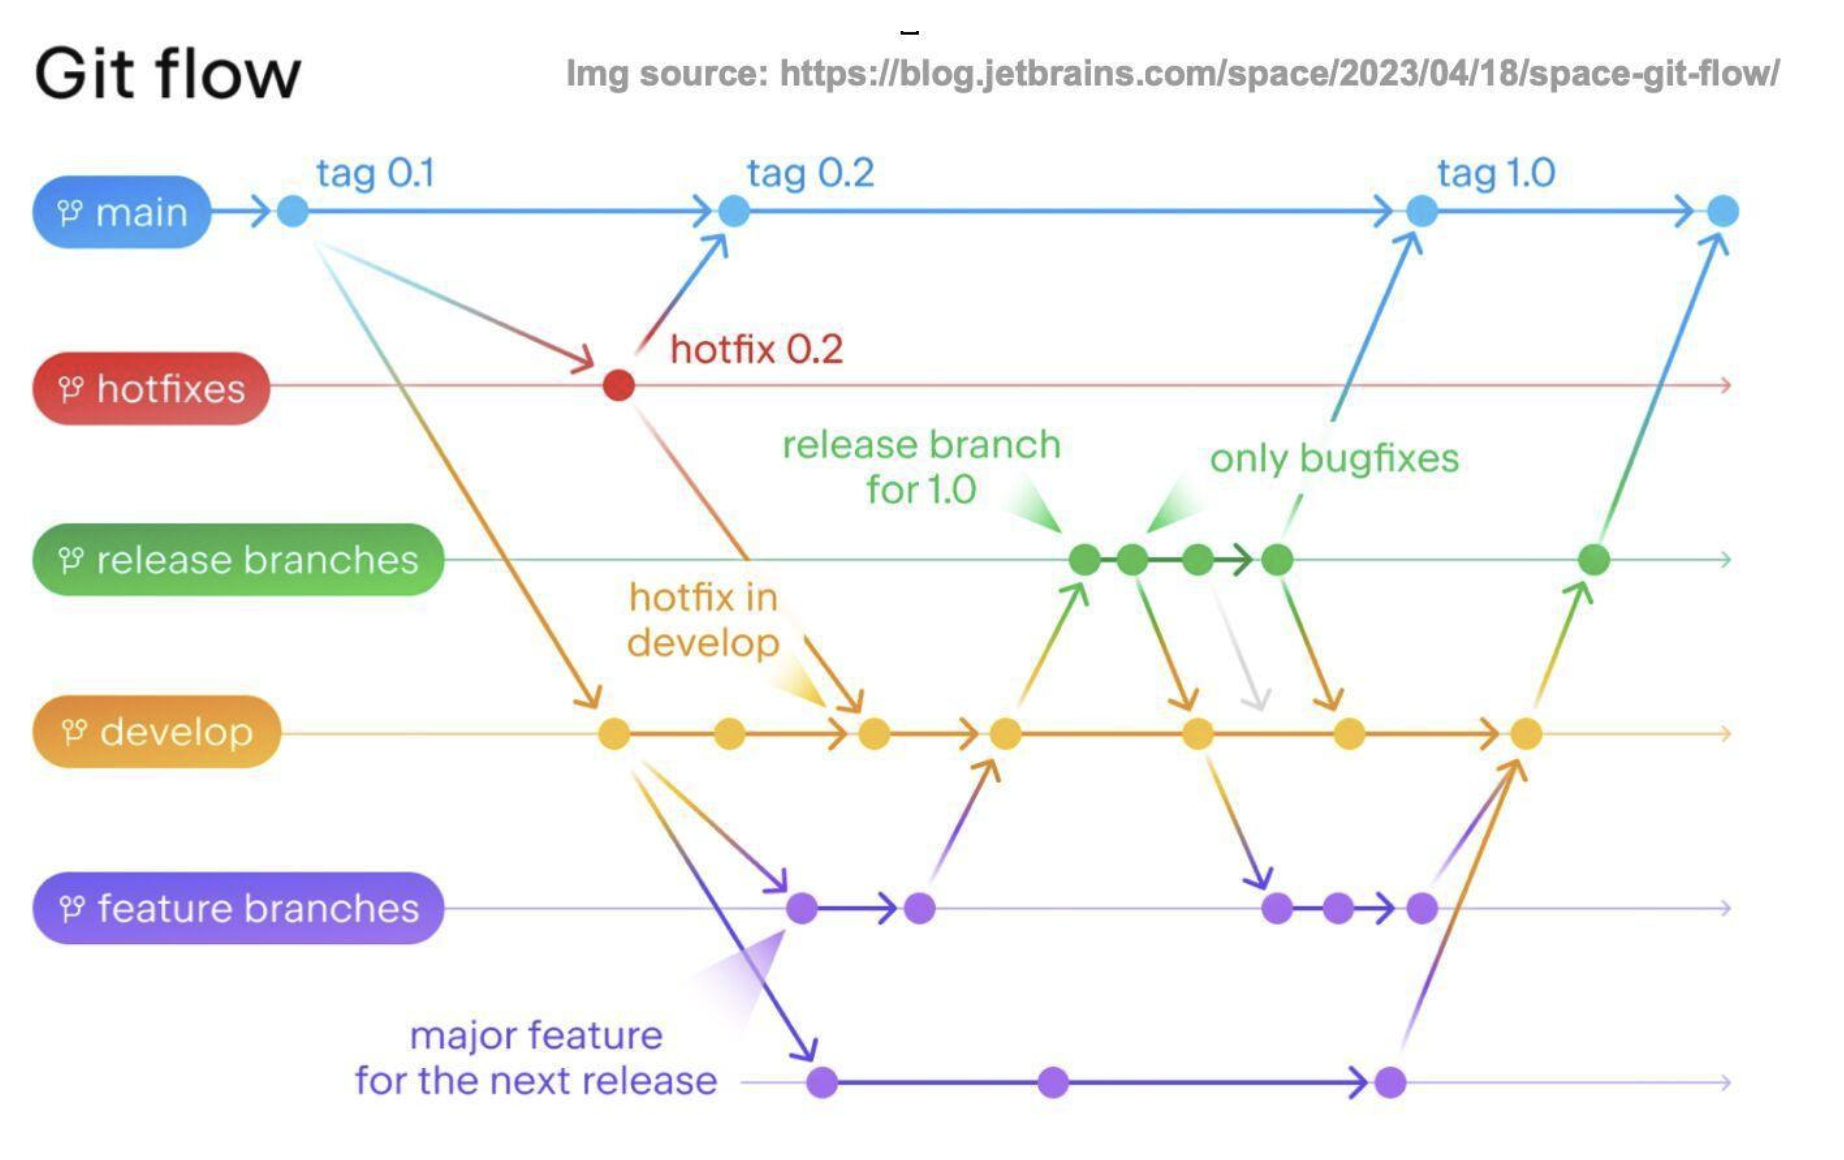 Git flow
Img source: https://blog.jetbrains.com/space/2023/04/18/space-git-flow/
tag 0.1
tag 0.2
tag 1.0
main
hotfix 0.2
hotfixes
release branch
for 1.0
only bugfixes
release branches
hotfix in
develop
develop
feature branches
major feature
for the next release